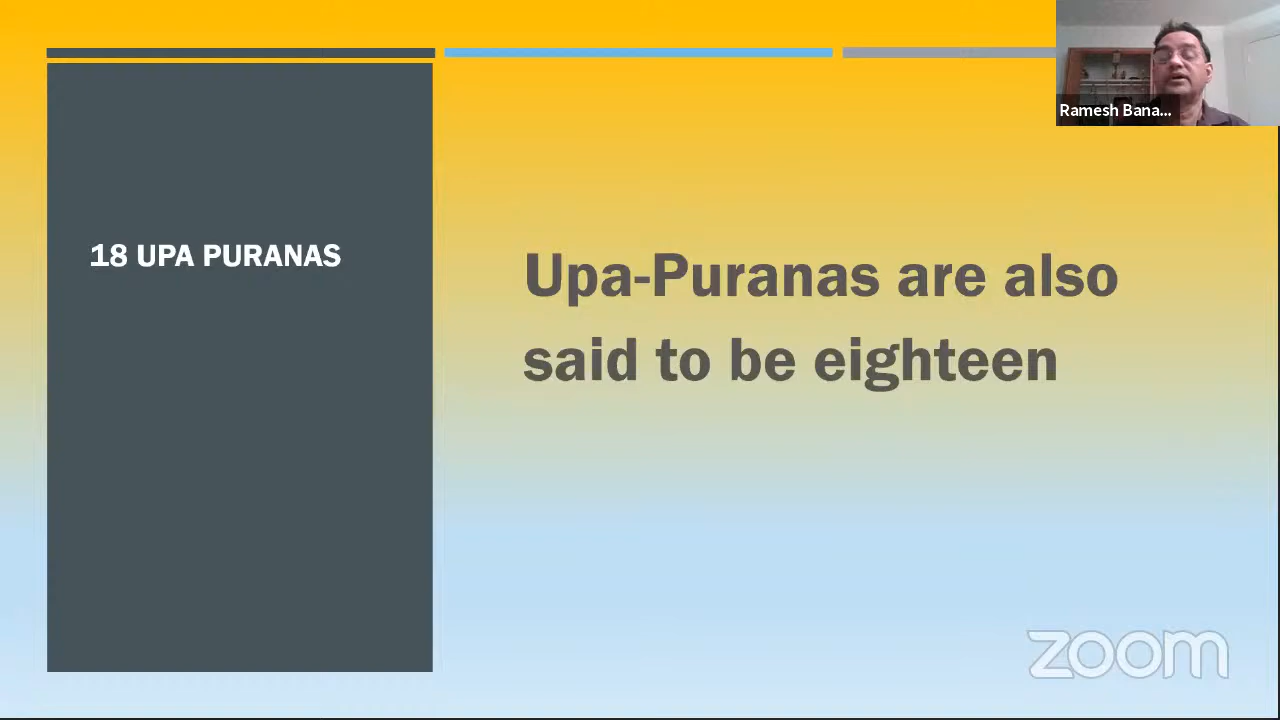 Ramesh Bana...
18 UPA PURANAS
Upa-Puranas are also
said to be eighteen
zoom